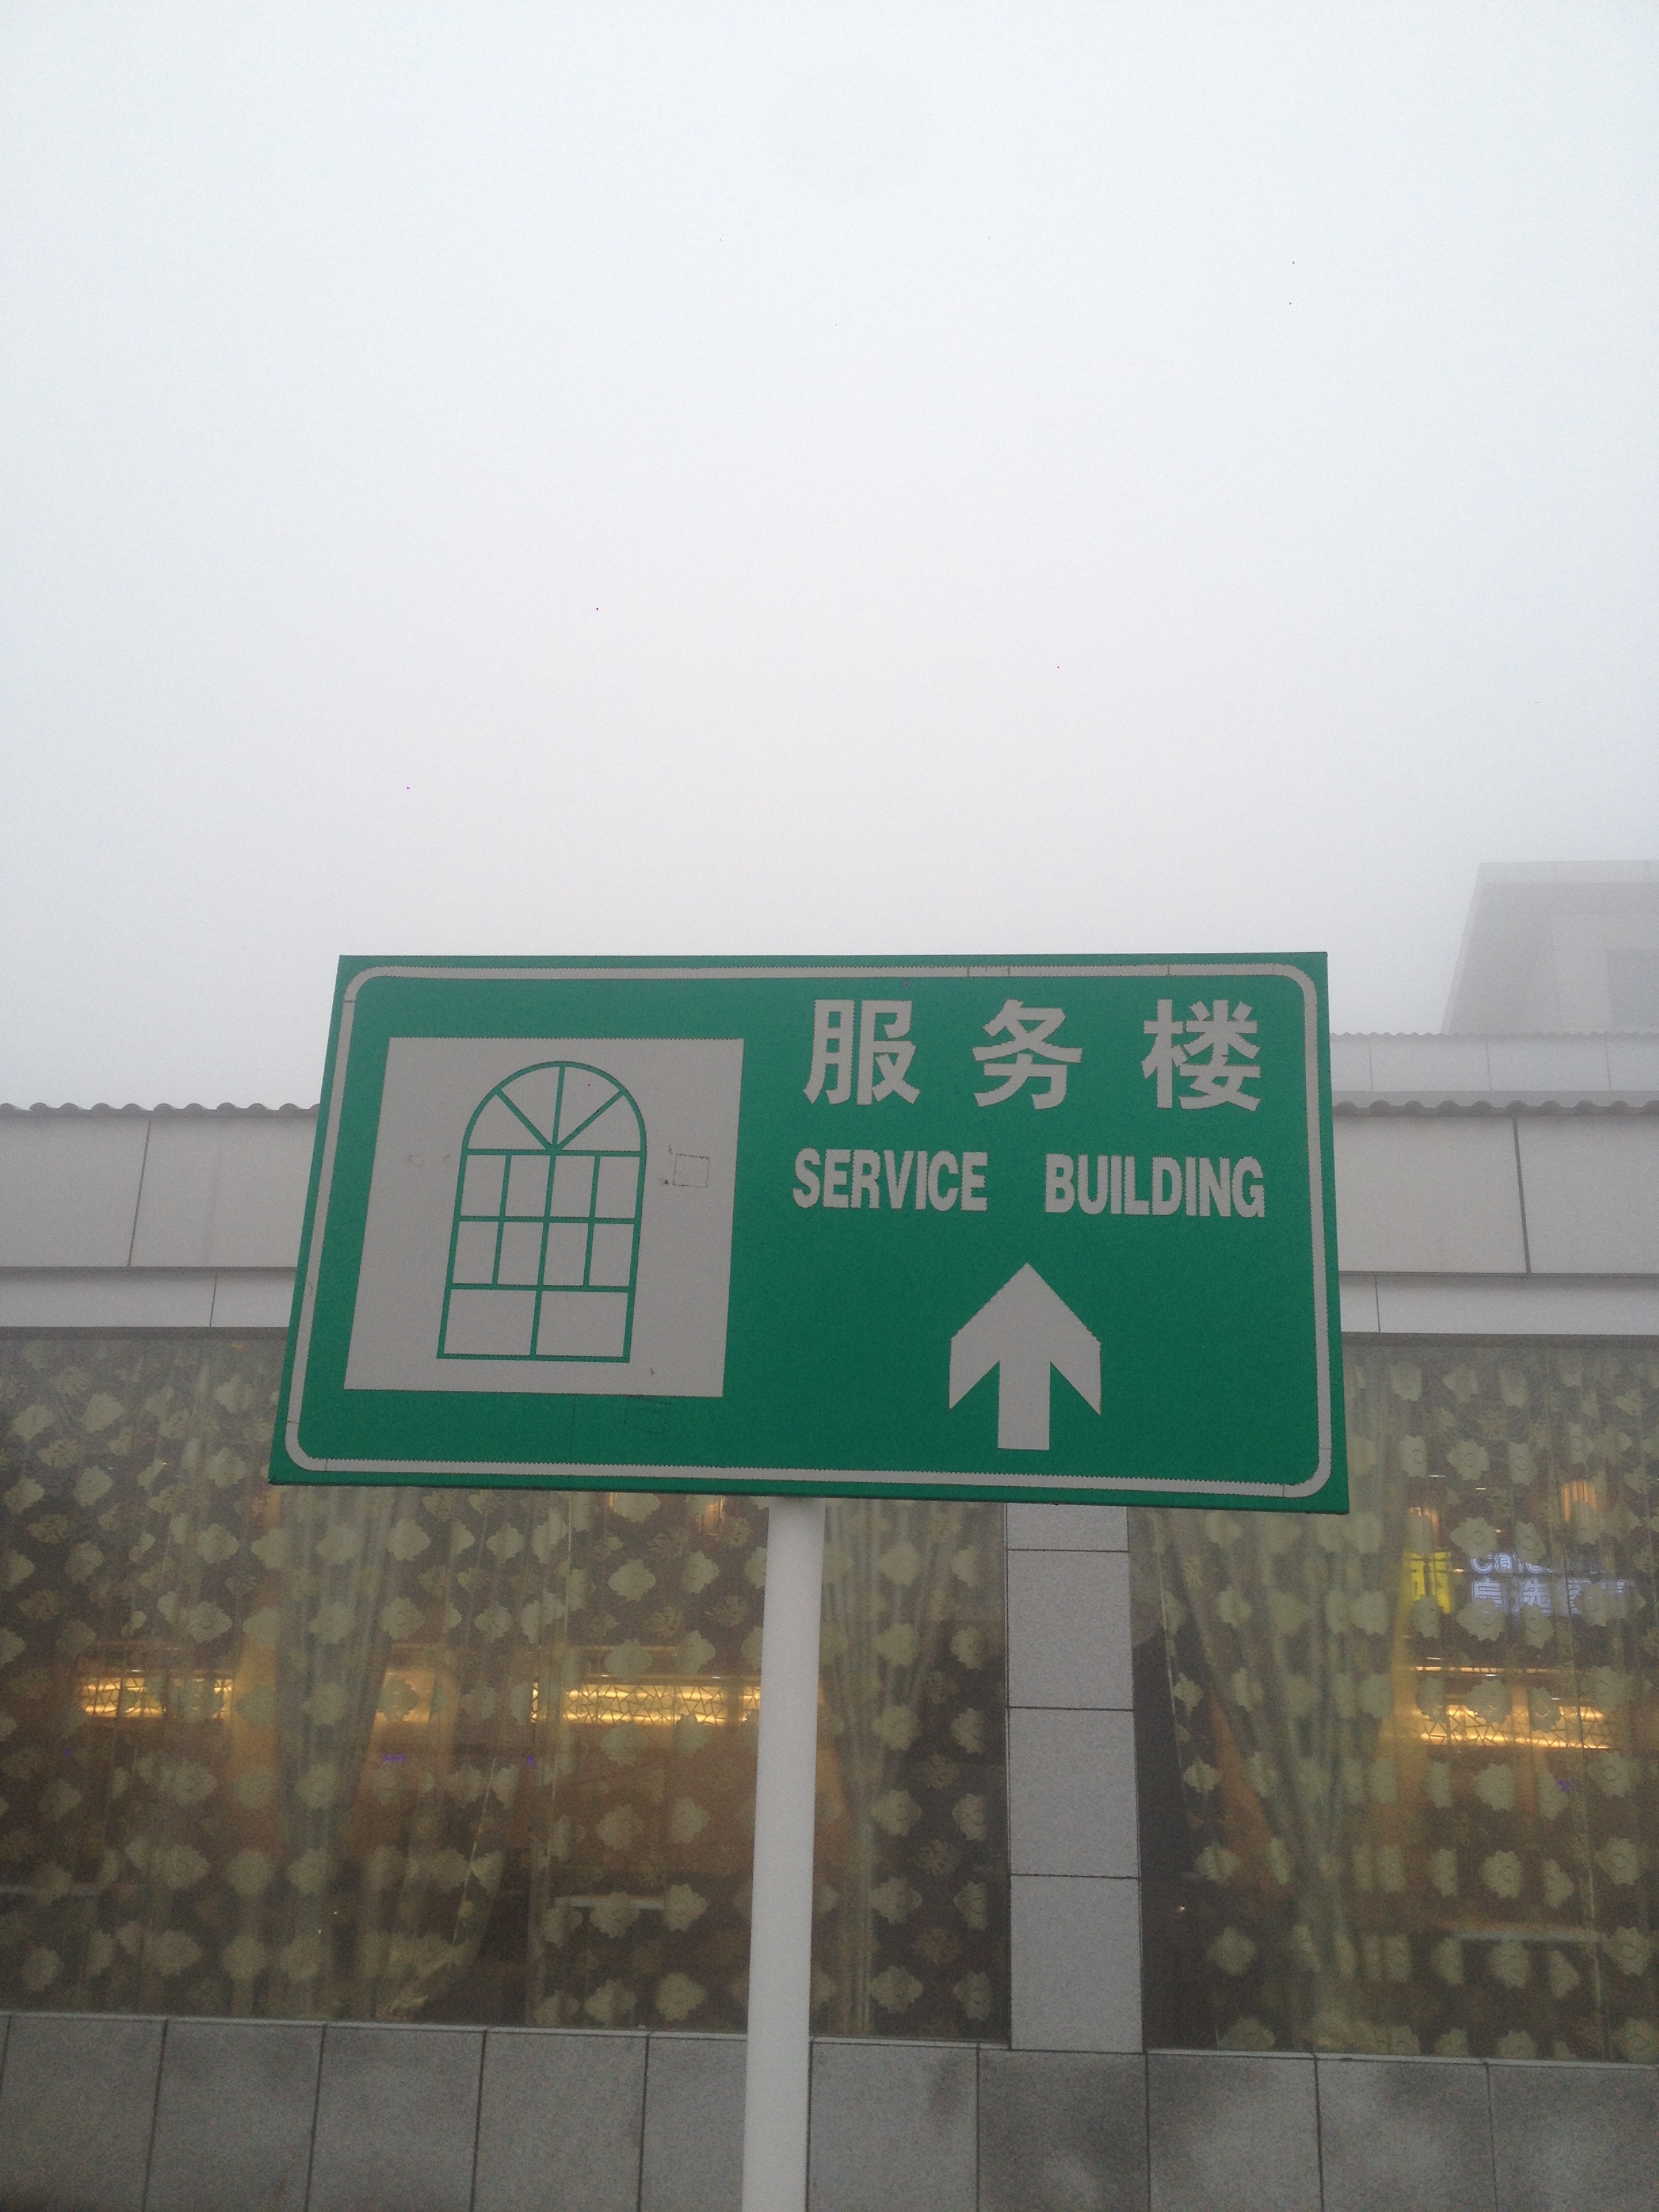 服务楼
SERVICE BUILDING